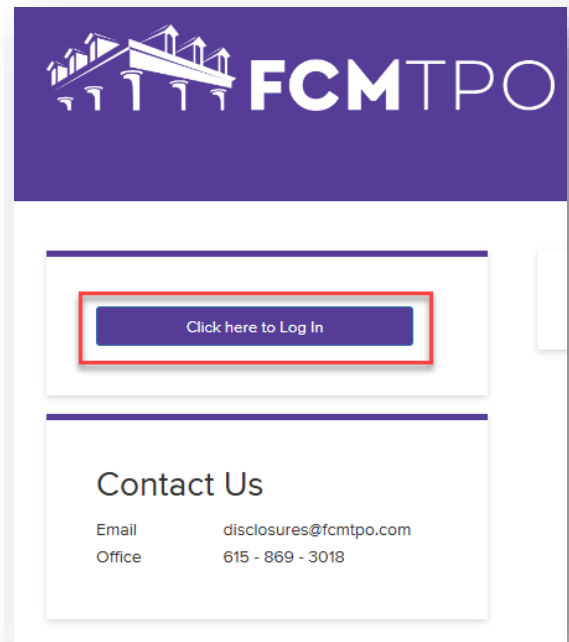 FCMTPO
Click here to Log In
Contact Us
Email disclosures@fcmtpo.com
Office 615 - 869 - 3018